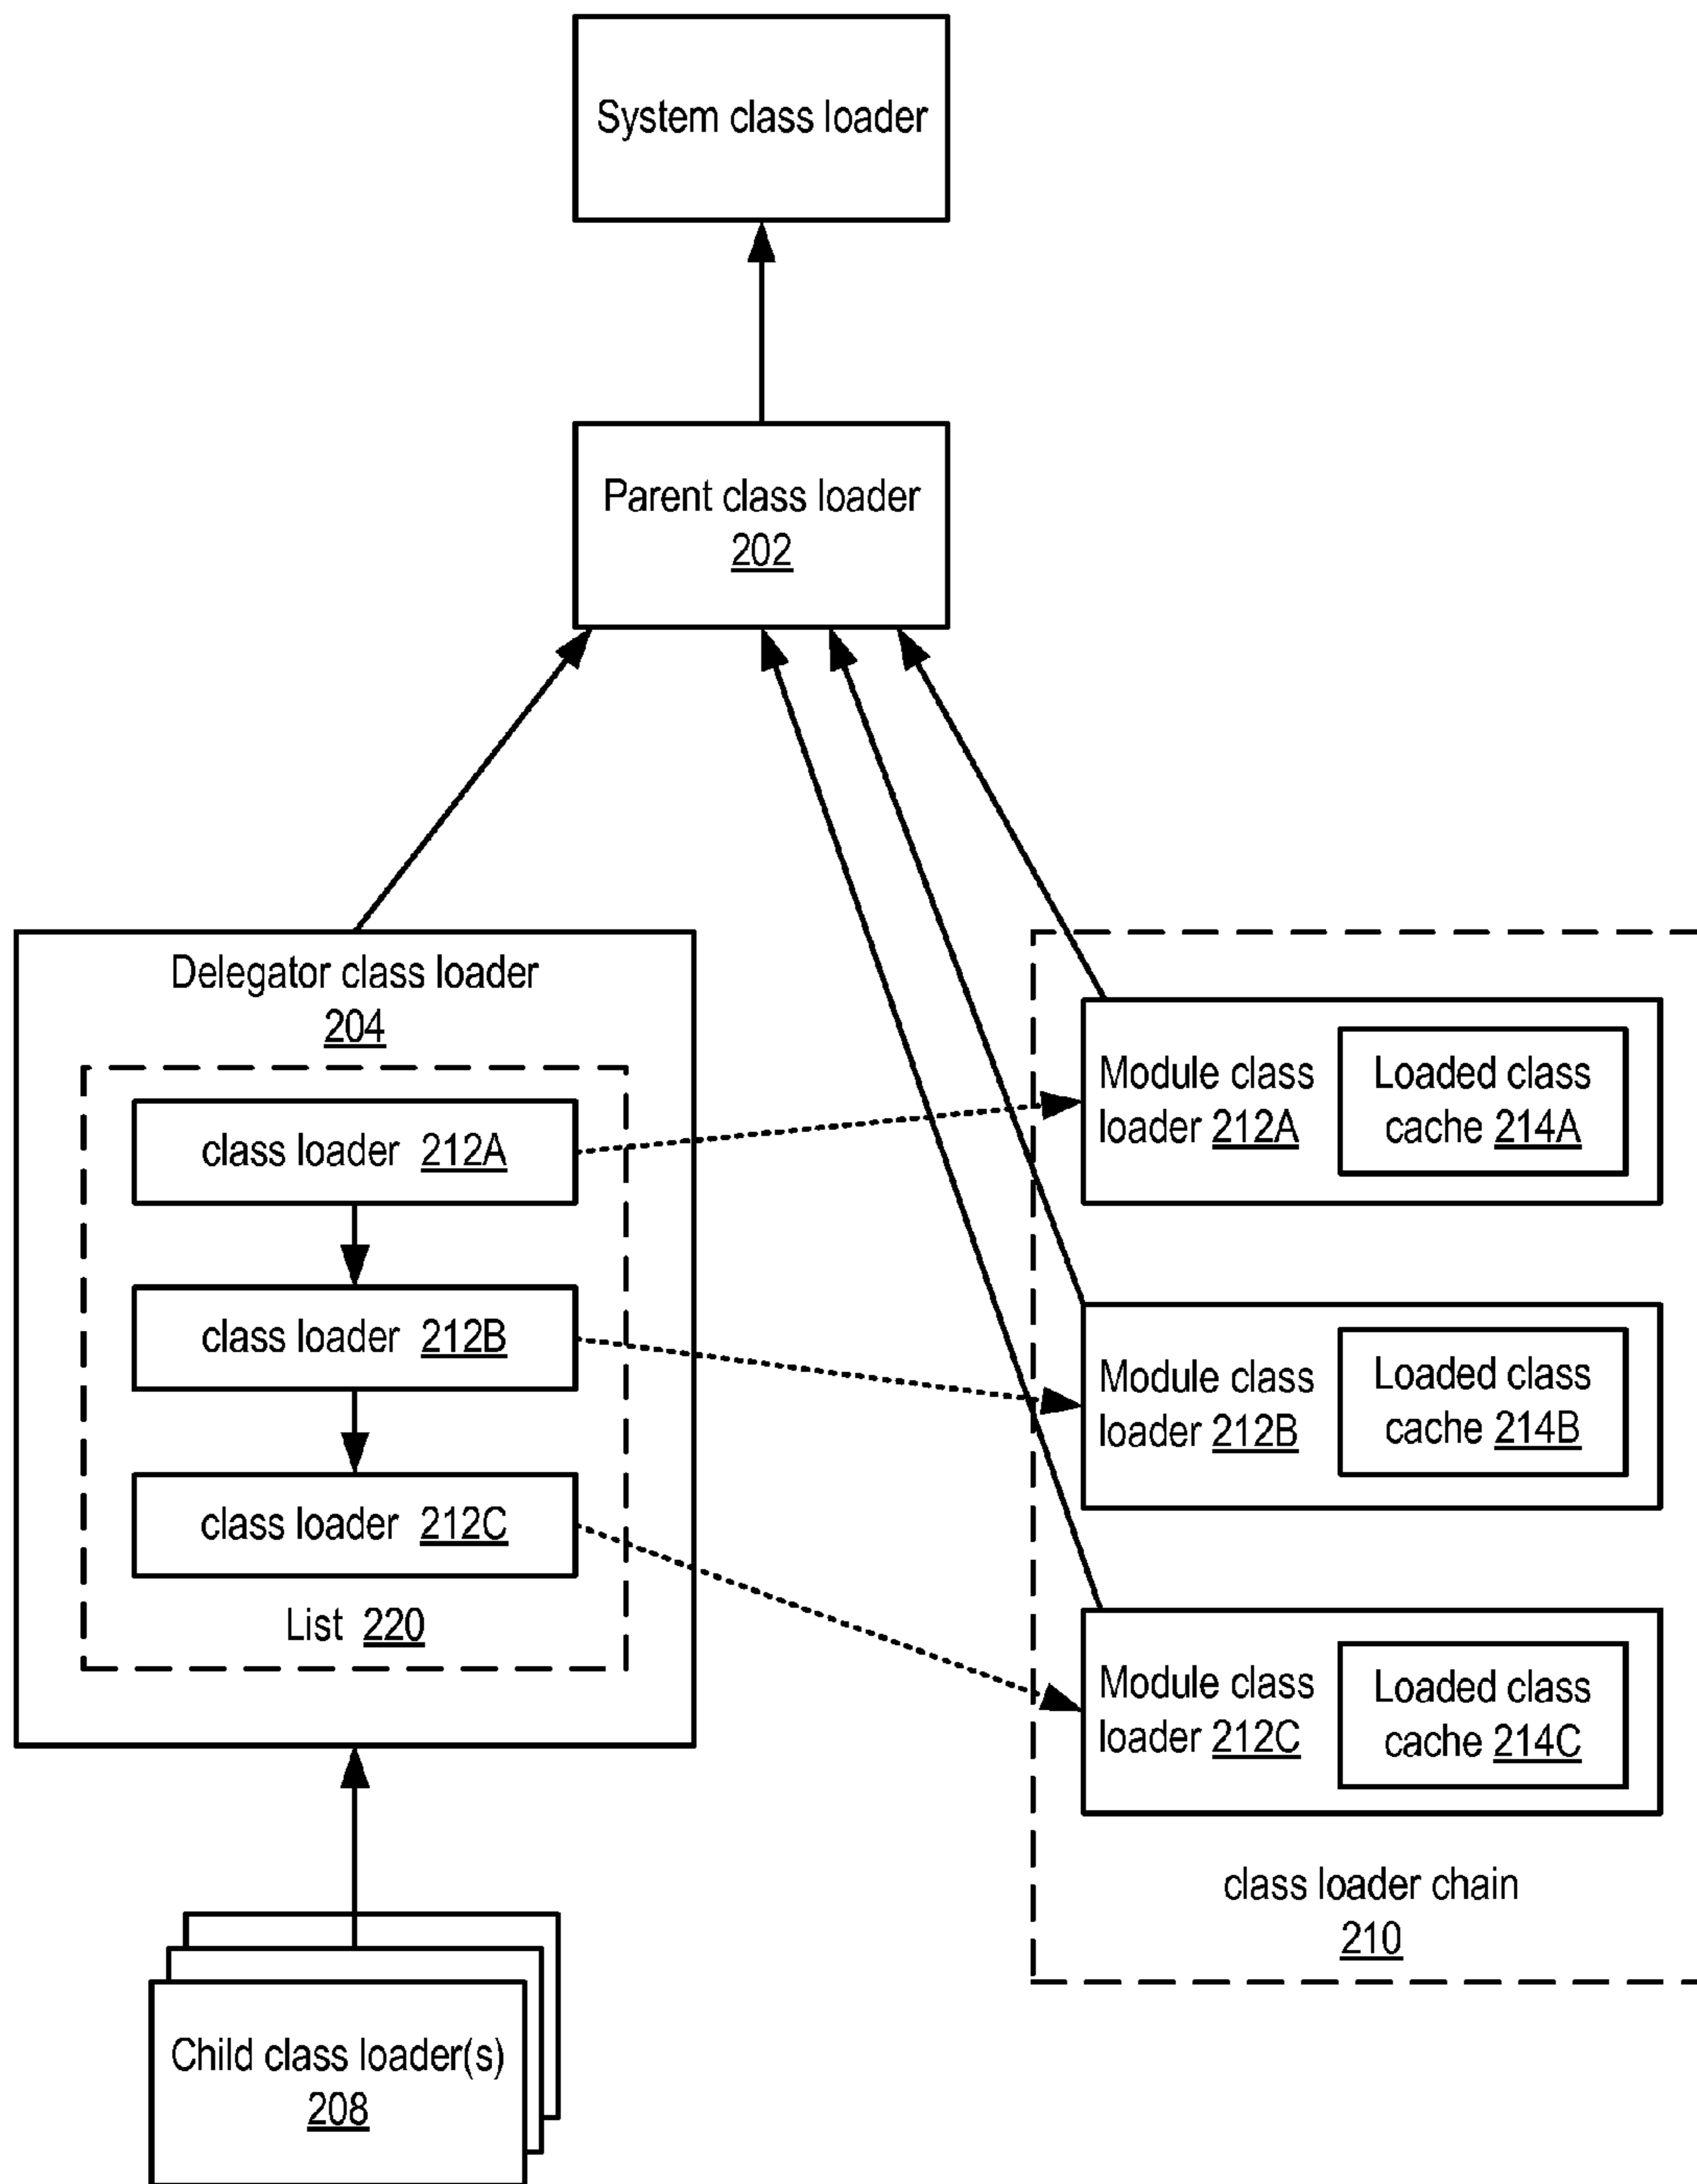 System class loader
Parent class loader
202
Delegator class loader
204
class loader 212A
class loader 212B
class loader 212C
List 220
Module class
loader 212A
Loaded class
cache 214A
Module class
loader 212B
Loaded class
cache 214B
Module class
loader 212C
Loaded class
cache 214C
class loader chain
210
Child class loader(s)
208